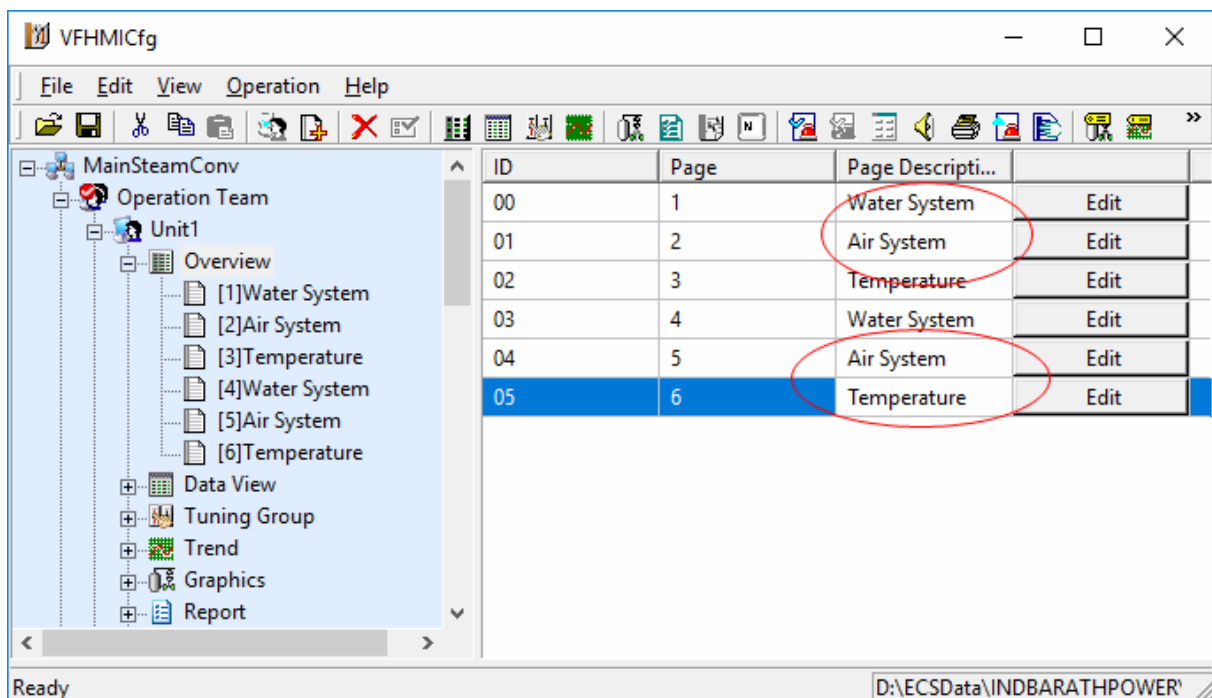 VFHMICfg
File Edit View Operation Help
N
»
MainSteamConv
Operation Team
Unit1
Overview
[1]Water System
[2]Air System
[3]Temperature
[4]Water System
[5]Air System
[6]Temperature
Data View
Tuning Group
Trend
Graphics
Report
ID Page Page Descripti...
00 1 Water System Edit
01 2 Air System Edit
02 3 Temperature Edit
03 4 Water System Edit
04 5 Air System Edit
05 6 Temperature Edit
Ready D:\ECSData\INDBARATHPOWER\